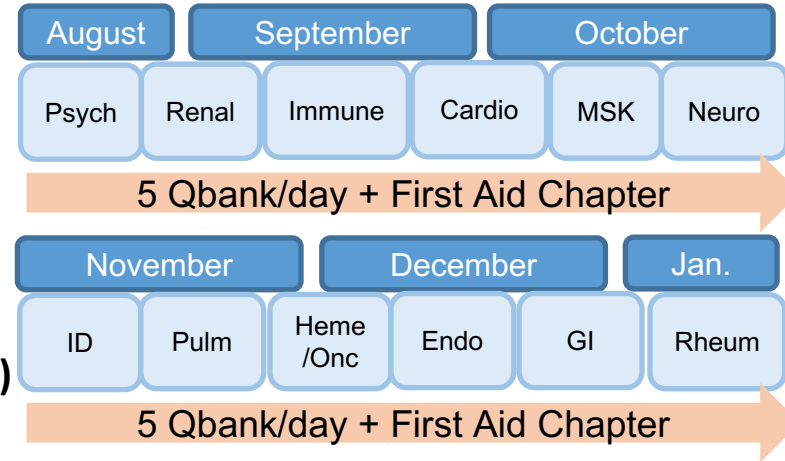 August September October
Psych Renal Immune Cardio MSK Neuro
5 Qbank/day + First Aid Chapter
November December Jan.
ID Pulm Heme
/Onc Endo GI Rheum
)
5 Qbank/day + First Aid Chapter